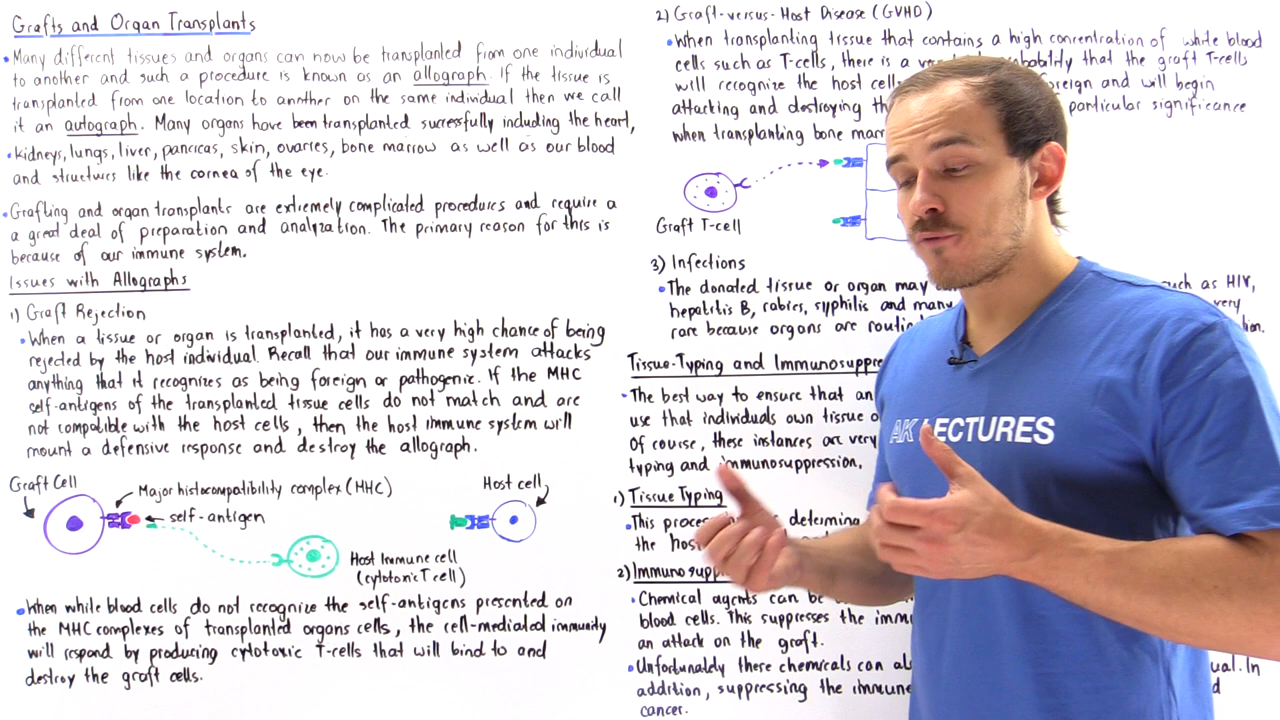 Grafts and Organ Transplants
• Many different tissues and organs can now be transplanted from one individual
to another and such a procedure is known as an allograph. If the tissue is
transplanted from one location to another on the same individual then we call
it an autograph. Many organs have been transplanted successfully including the heart,
• kidneys, lungs, liver, pancreas, skin, ovaries, bone marrow as well as our blood
and structures like the cornea of the eye.
• Grafting and organ transplants are extremely complicated procedures and require a
a great deal of preparation and analyzation. The primary reason for this is
because of our immune system.
Issues with Allographs
1) Graft Rejection
• When a tissue or organ is transplanted, it has a very high chance of being
rejected by the host individual. Recall that our immune system attacks
anything that it recognizes as being foreign or pathogenic. If the MHC
self-antigens of the transplanted tissue cells do not match and are
not compatible with the host cells, then the host immune system will
mount a defensive response and destroy the allograph.
Graft Cell
Major histocompatibility complex (MHC)
self-antigen
Host cell
Host Immune cell
(cytotoxic T cell)
• When white blood cells do not recognize the self-antigens presented on
the MHC complexes of transplanted organs cells, the cell-mediated immunity
will respond by producing cytotoxic T-cells that will bind to and
destroy the graft cells.
2) Graft-versus-Host Disease (GVHD)
• When transplanting tissue that contains a high concentration of white blood
cells such as T-cells, there is a that the graft T-cells
will recognize the host and will begin
attacking and destroying particular significance
when transplanting bone
Graft T-cell
3) Infections
• The donated tissue or organ may as HIV,
hepatitis B, rabies, syphilis and many very
rare because organs are
Tissue-Typing and
• The best way to ensure that an
use that individuals own tissue
Of course, these instances are very
typing and immunosuppression.
1) Tissue Typing
• This
the
2)
• Chemical agents can be
blood cells. This suppresses the
an attack on the graft.
• Unfortunately these chemicals can In
addition, suppressing the immune
cancer.
AK LECTURES